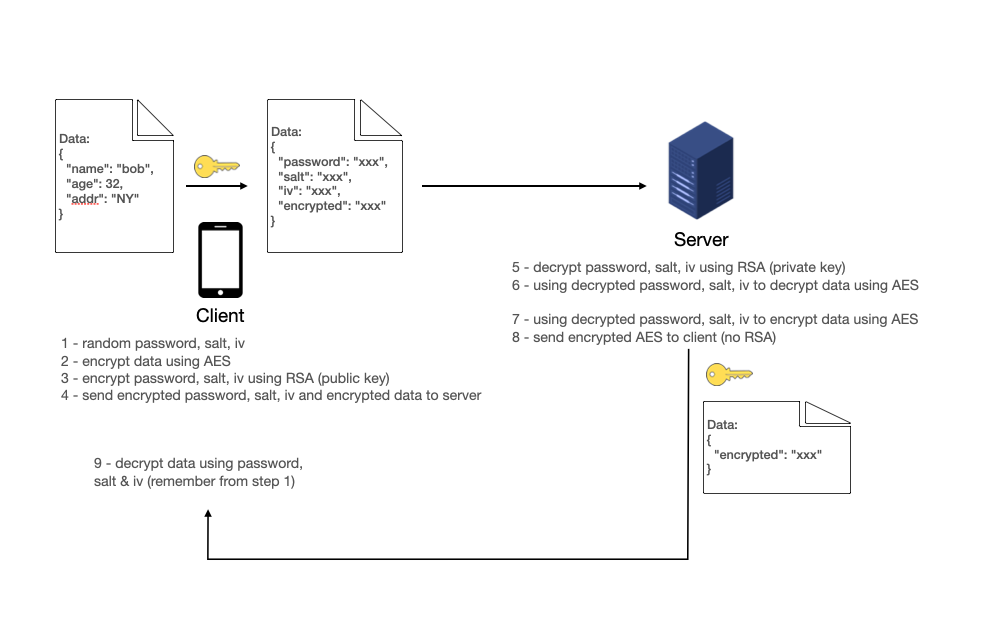 Data:
{
"name": "bob",
"age": 32,
"addr": "NY"
}
Data:
{
"password": "xxx",
"salt": "xxx",
"iv": "xxx",
"encrypted": "xxx"
}
Client
1 - random password, salt, iv
2 - encrypt data using AES
3 - encrypt password, salt, iv using RSA (public key)
4 - send encrypted password, salt, iv and encrypted data to server
Server
5 - decrypt password, salt, iv using RSA (private key)
6 - using decrypted password, salt, iv to decrypt data using AES
7 - using decrypted password, salt, iv to encrypt data using AES
8 - send encrypted AES to client (no RSA)
Data:
{
"encrypted": "xxx"
}
9 - decrypt data using password,
salt & iv (remember from step 1)